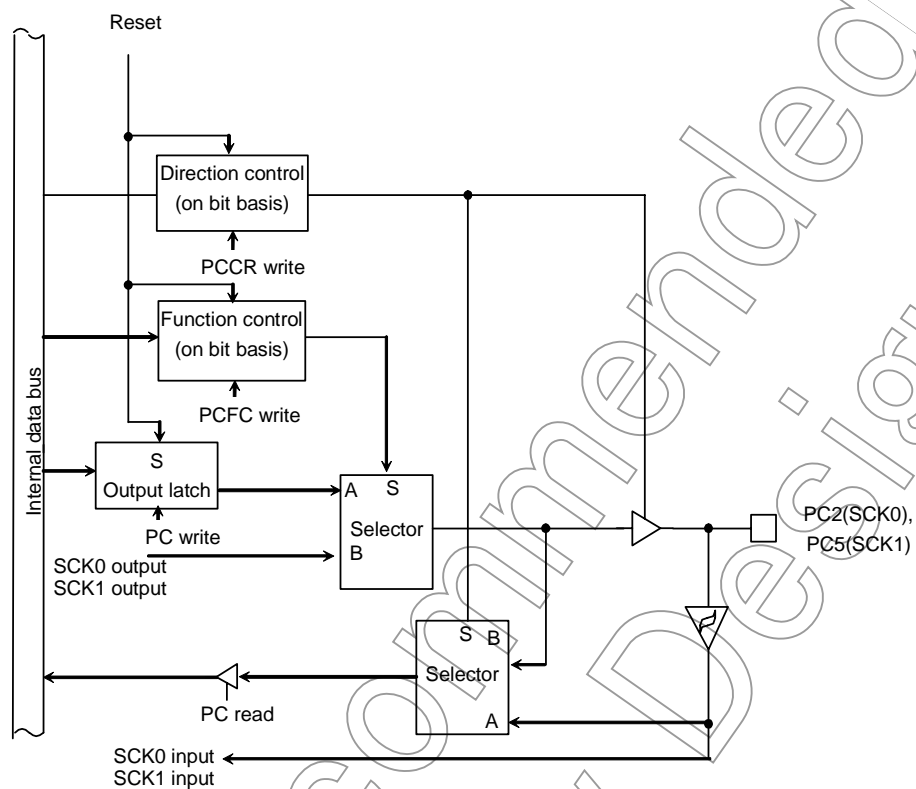 Reset
Direction control
(on bit basis)
PCCR write
Function control
(on bit basis)
PCFC write
Internal data bus
S
Output latch
PC write
A
S
Selector
B
SCK0 output
SCK1 output
PC2(SCK0),
PC5(SCK1)
S
B
Selector
A
PC read
SCK0 input
SCK1 input